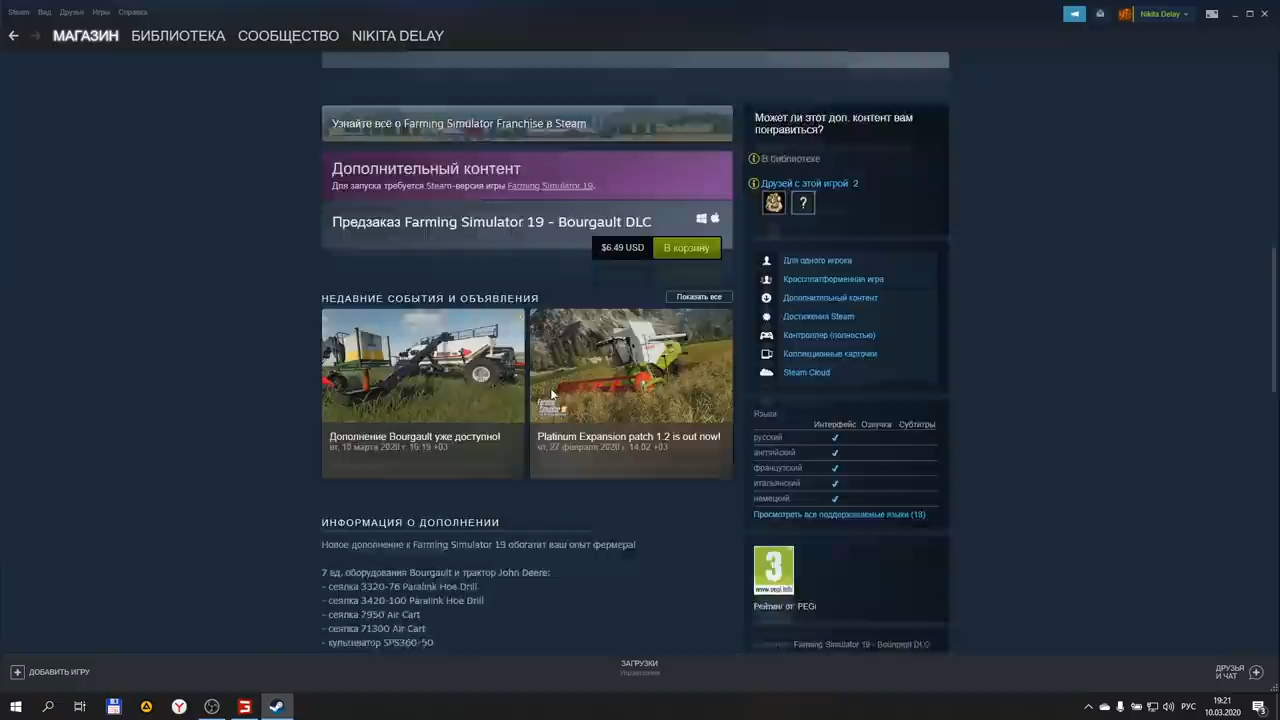 Steam Вид Друзья Игры Справка
Nikita Delay
МАГАЗИН БИБЛИОТЕКА СООБЩЕСТВО NIKITA DELAY
Узнайте всё о Farming Simulator Franchise в Steam
Дополнительный контент
Для запуска требуется Steam-версия игры Farming Simulator 19.
Предзаказ Farming Simulator 19 - Bourgault DLC
$6.49 USD В корзину
НЕДАВНИЕ СОБЫТИЯ И ОБЪЯВЛЕНИЯ
Показать все
Дополнение Bourgault уже доступно!
вт, 10 марта 2020 г. 16:19 +03
Platinum Expansion patch 1.2 is out now!
чт, 27 февраля 2020 г. 14:02 +03
ИНФОРМАЦИЯ О ДОПОЛНЕНИИ
Новое дополнение к Farming Simulator 19 обогатит ваш опыт фермера!
7 ед. оборудования Bourgault и трактор John Deere:
- сеялка 3320-76 Paralink Hoe Drill
- сеялка 3420-100 Paralink Hoe Drill
- сеялка 7950 Air Cart
- сеялка 71300 Air Cart
- культиватор SPS360-50
Может ли этот доп. контент вам
понравиться?
В библиотеке
Друзей с этой игрой: 2
?
Для одного игрока
Кроссплатформенная игра
Дополнительный контент
Достижения Steam
Контроллер (полностью)
Коллекционные карточки
Steam Cloud
Языки
Интерфейс Озвучка Субтитры
русский
английский
французский
итальянский
немецкий
Просмотреть все поддерживаемые языки (18)
3
www.pegi.info
Рейтинг от: PEGI
Farming Simulator 19 - Bourgault DLC
ДОБАВИТЬ ИГРУ
ЗАГРУЗКИ
Управление
ДРУЗЬЯ
И ЧАТ
РУС
19:21
10.03.2020